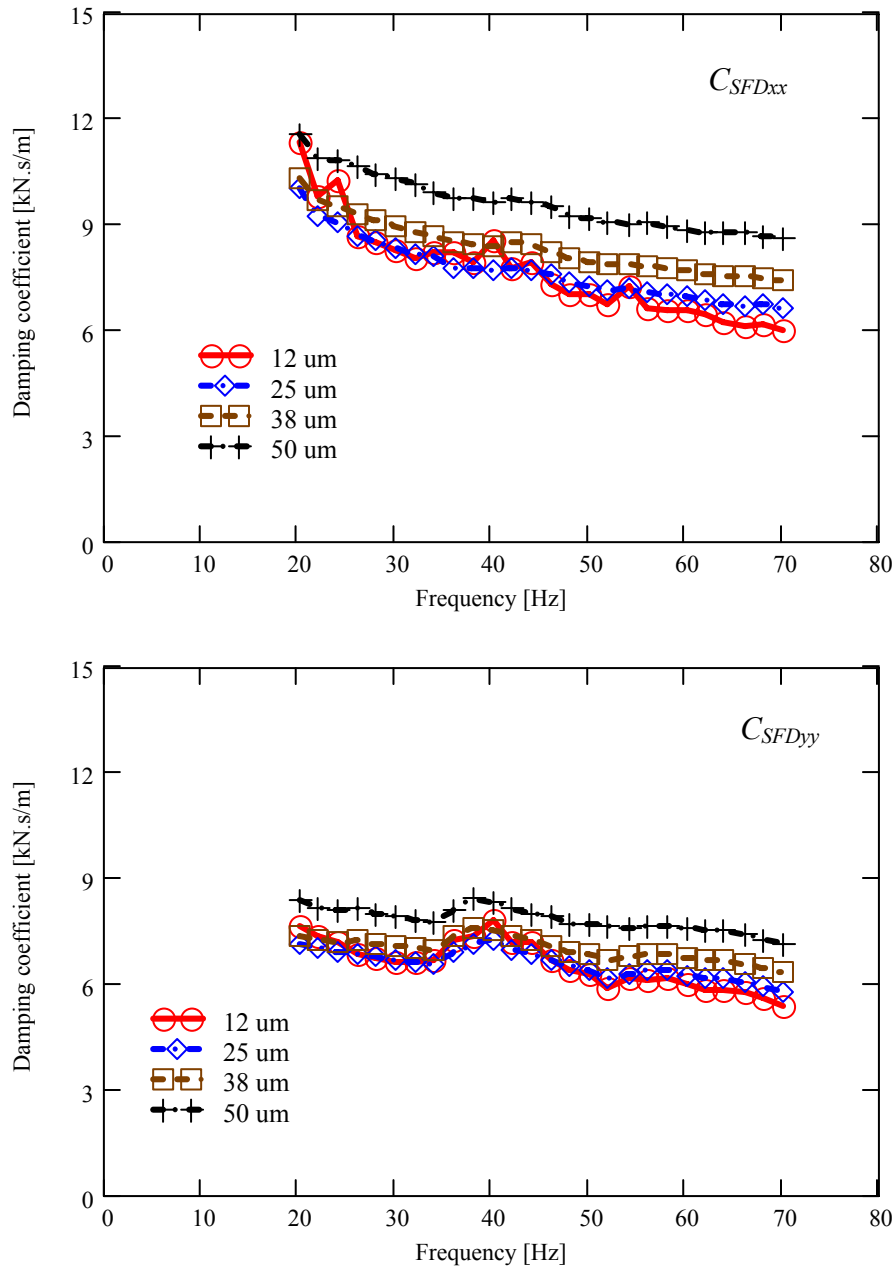 15
12
9
6
3
0
Damping coefficient [kN.s/m]
C_SFDxx
12 um
25 um
38 um
50 um
0 10 20 30 40 50 60 70 80
Frequency [Hz]
15
12
9
6
3
0
Damping coefficient [kN.s/m]
C_SFDyy
12 um
25 um
38 um
50 um
0 10 20 30 40 50 60 70 80
Frequency [Hz]